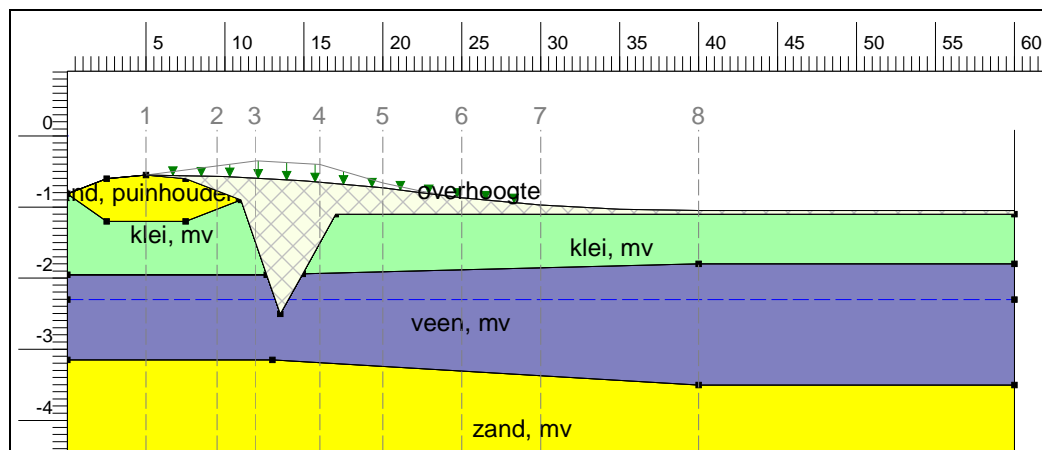 5 10 15 20 25 30 35 40 45 50 55 60
1 2 3 4 5 6 7 8
0
overhoogte
-1
nd, puinhouden
klei, mv
klei, mv
-2
veen, mv
-3
-4
zand, mv